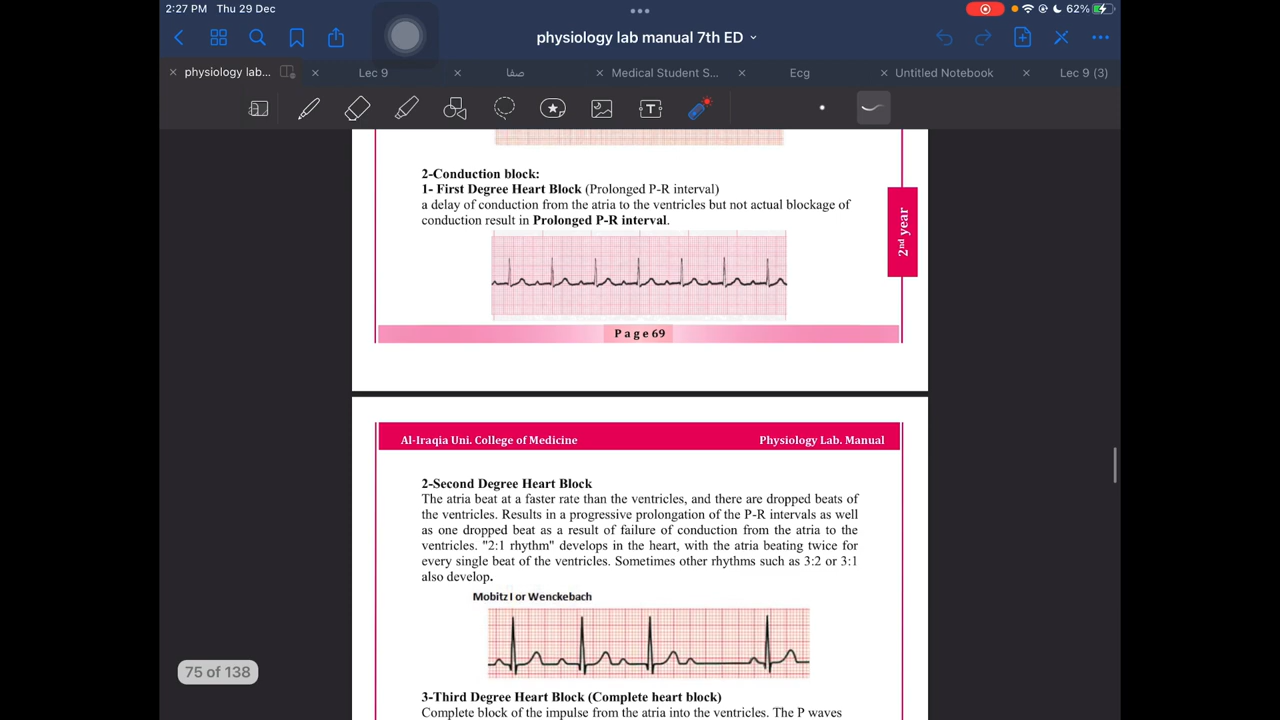 2:27 PM Thu 29 Dec
62%
physiology lab manual 7th ED
physiology lab...
Lec 9
صفا
Medical Student S...
Ecg
Untitled Notebook
Lec 9 (3)
2-Conduction block:
1- First Degree Heart Block (Prolonged P-R interval)
a delay of conduction from the atria to the ventricles but not actual blockage of
conduction result in Prolonged P-R interval.
2nd year
Page 69
Al-Iraqia Uni. College of Medicine
Physiology Lab. Manual
2-Second Degree Heart Block
The atria beat at a faster rate than the ventricles, and there are dropped beats of
the ventricles. Results in a progressive prolongation of the P-R intervals as well
as one dropped beat as a result of failure of conduction from the atria to the
ventricles. "2:1 rhythm" develops in the heart, with the atria beating twice for
every single beat of the ventricles. Sometimes other rhythms such as 3:2 or 3:1
also develop.
Mobitz I or Wenckebach
75 of 138
3-Third Degree Heart Block (Complete heart block)
Complete block of the impulse from the atria into the ventricles. The P waves